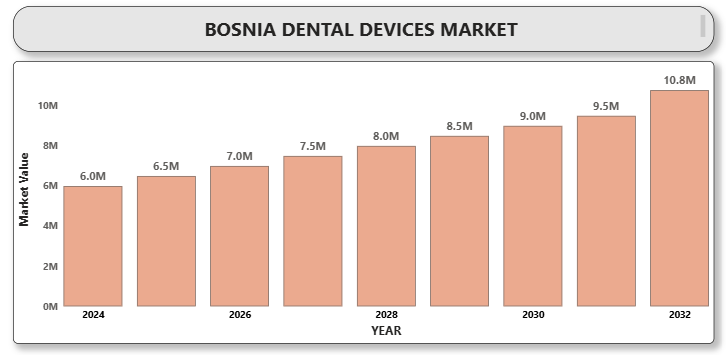 BOSNIA DENTAL DEVICES MARKET
10.8M
10M
9.5M
9.0M
8.5M
8.0M
8M
7.5M
7.0M
6.5M
6.0M
6M
Market Value
4M
2M
0M
2024 2026 2028 2030 2032
YEAR